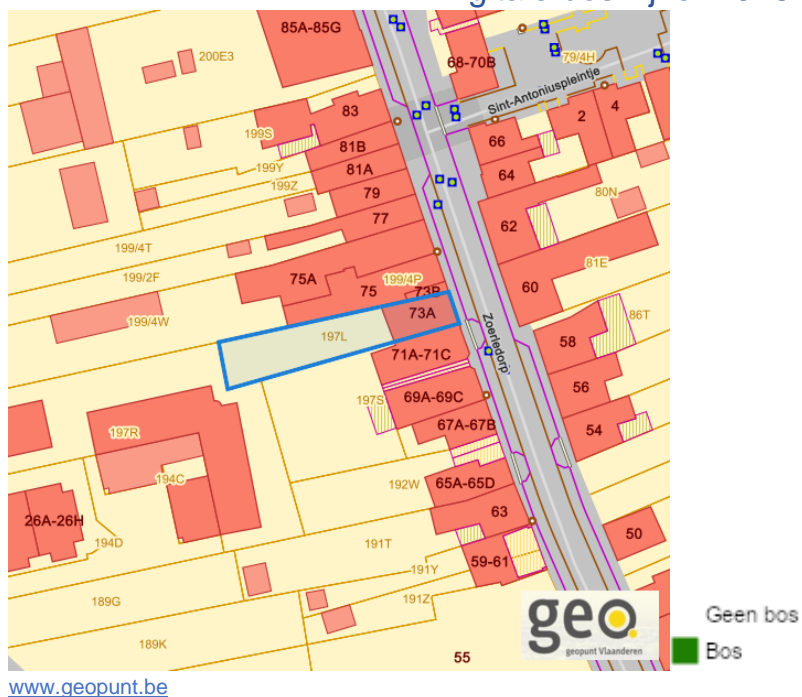 85A-85G
200E3
68-70B
79/4H
Sint-Antoniuspleintje
83
2
4
199S
81B
66
199Y
81A
64
199Z
79
80N
77
62
199/4T
81E
199/2F
75A
199/4P
60
75
73B
86T
199/4W
73A
Zoerledorp
197L
58
71A-71C
56
197S
69A-69C
197R
67A-67B
54
194C
192W
65A-65D
26A-26H
63
50
194D
191T
59-61
191Y
189G
191Z
189K
55
geo
geopunt Vlaanderen
Geen bos
Bos
www.geopunt.be